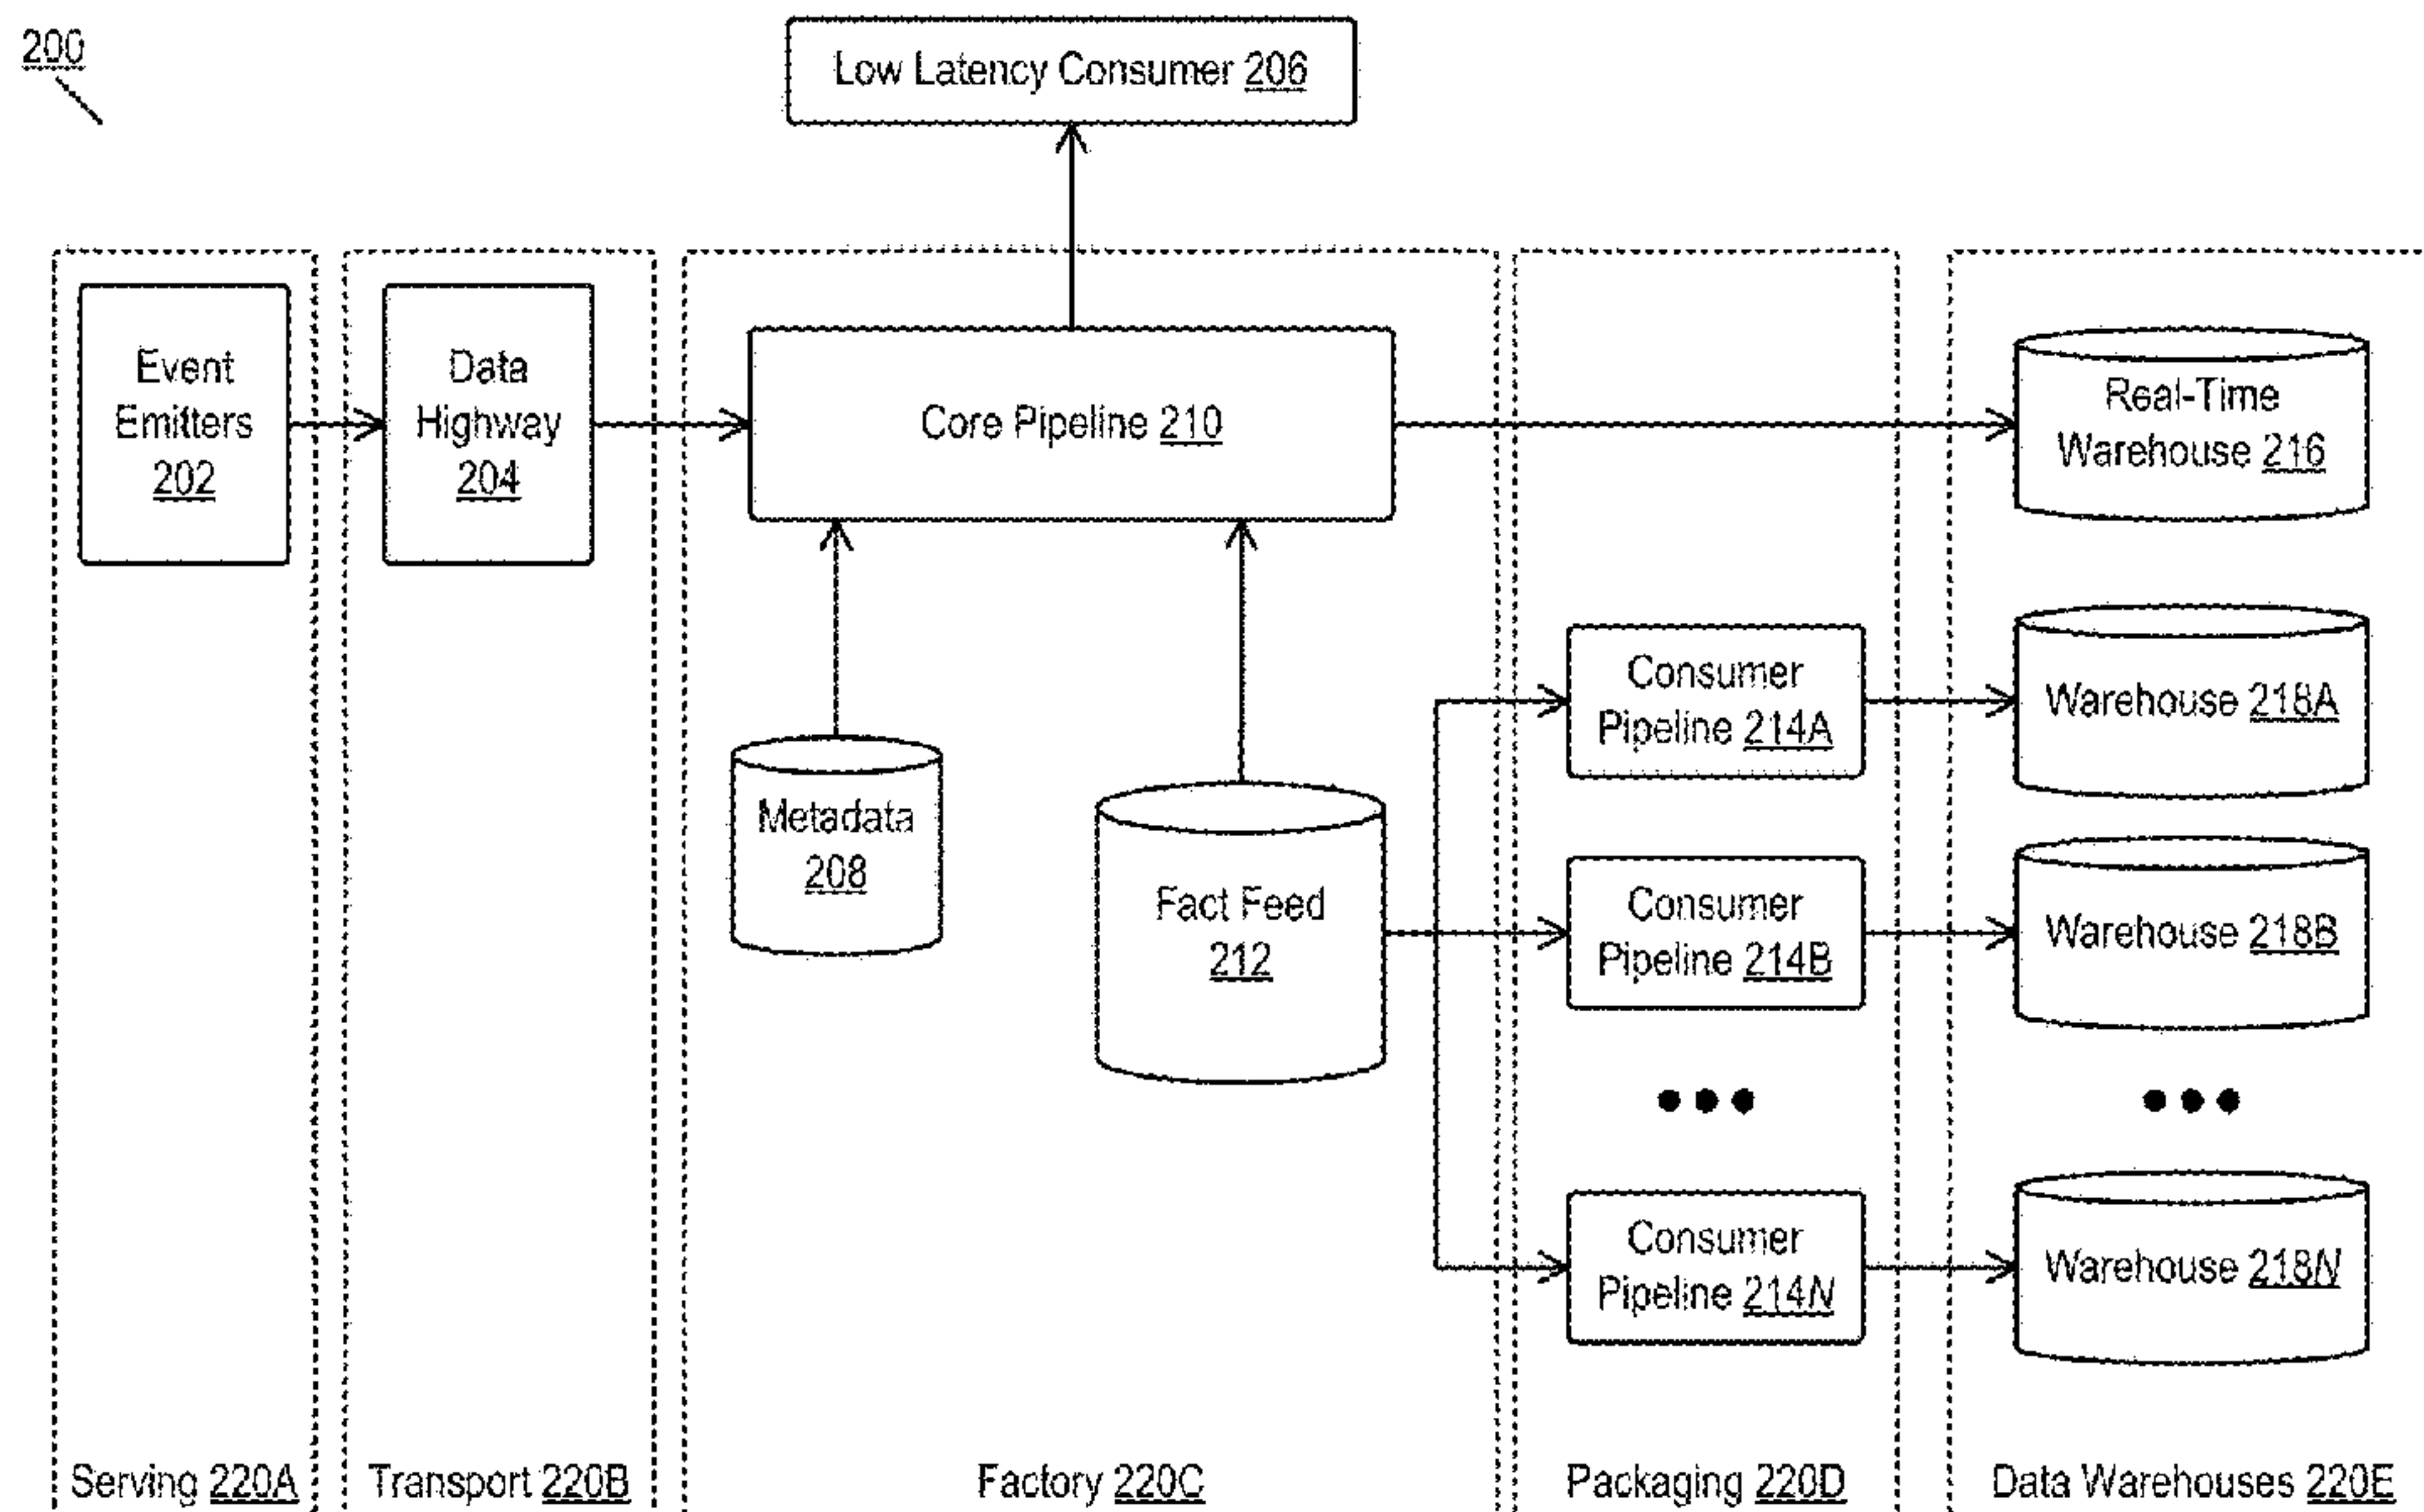 200
Low Latency Consumer 206
Event
Emitters
202
Data
Highway
204
Core Pipeline 210
Real-Time
Warehouse 216
Metadata
208
Fact Feed
212
Consumer
Pipeline 214A
Warehouse 218A
Consumer
Pipeline 214B
Warehouse 218B
Consumer
Pipeline 214N
Warehouse 218N
Serving 220A
Transport 220B
Factory 220C
Packaging 220D
Data Warehouses 220E